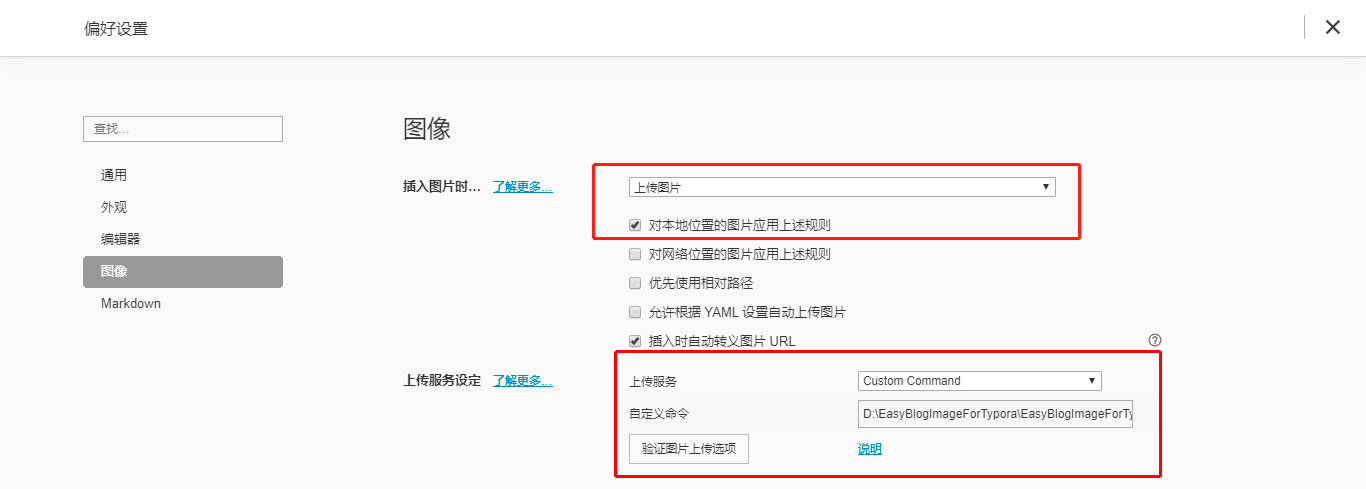 偏好设置
查找...
通用
外观
编辑器
图像
Markdown
图像
插入图片时... 了解更多... 上传图片
对本地位置的图片应用上述规则
对网络位置的图片应用上述规则
优先使用相对路径
允许根据 YAML 设置自动上传图片
插入时自动转义图片 URL
上传服务设定 了解更多... 上传服务 Custom Command
自定义命令 D:\EasyBlogImageForTypora\EasyBlogImageForTy
验证图片上传选项 说明